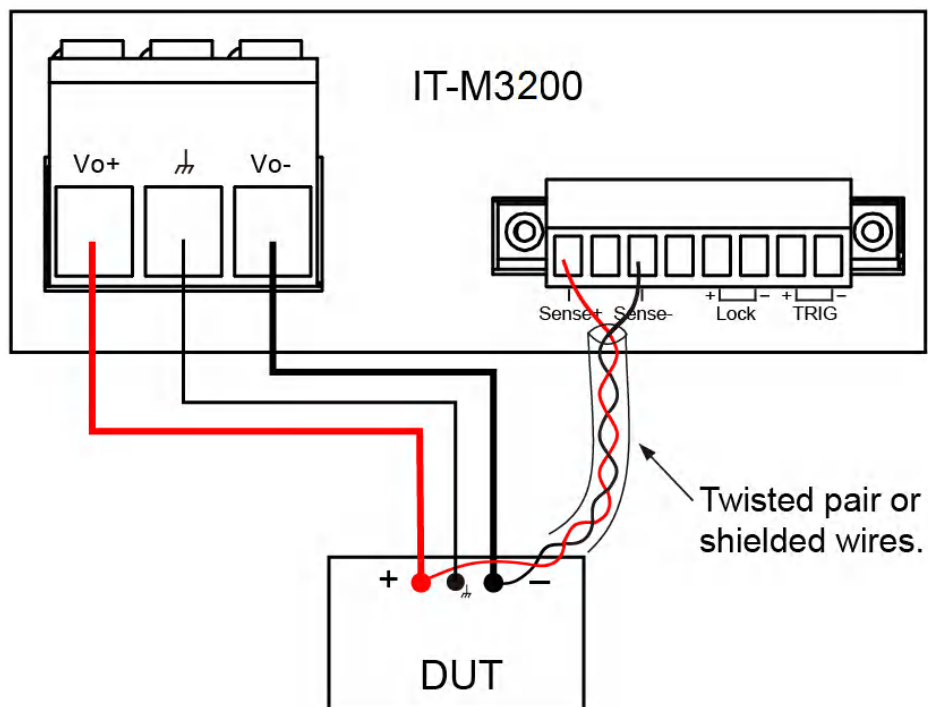 IT-M3200
Vo+ Vo-
+ - + -
Sense+ Sense- Lock TRIG
Twisted pair or
shielded wires.
+ −
DUT